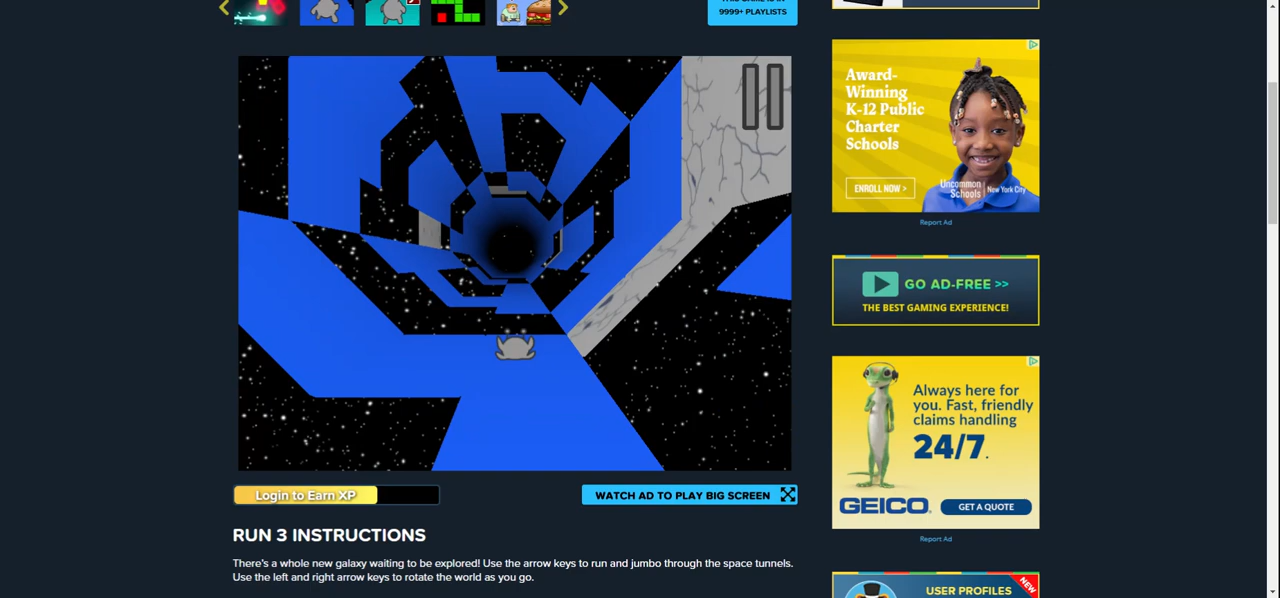 9999+ PLAYLISTS
Award-
Winning
K-12 Public
Charter
Schools
ENROLL NOW >
Uncommon
Schools | New York City
Report Ad
GO AD-FREE >>
THE BEST GAMING EXPERIENCE!
Always here for
you. Fast, friendly
claims handling
24/7.
GEICO. GET A QUOTE
Report Ad
Login to Earn XP
WATCH AD TO PLAY BIG SCREEN
RUN 3 INSTRUCTIONS
There's a whole new galaxy waiting to be explored! Use the arrow keys to run and jumbo through the space tunnels.
Use the left and right arrow keys to rotate the world as you go.
USER PROFILES
NEW